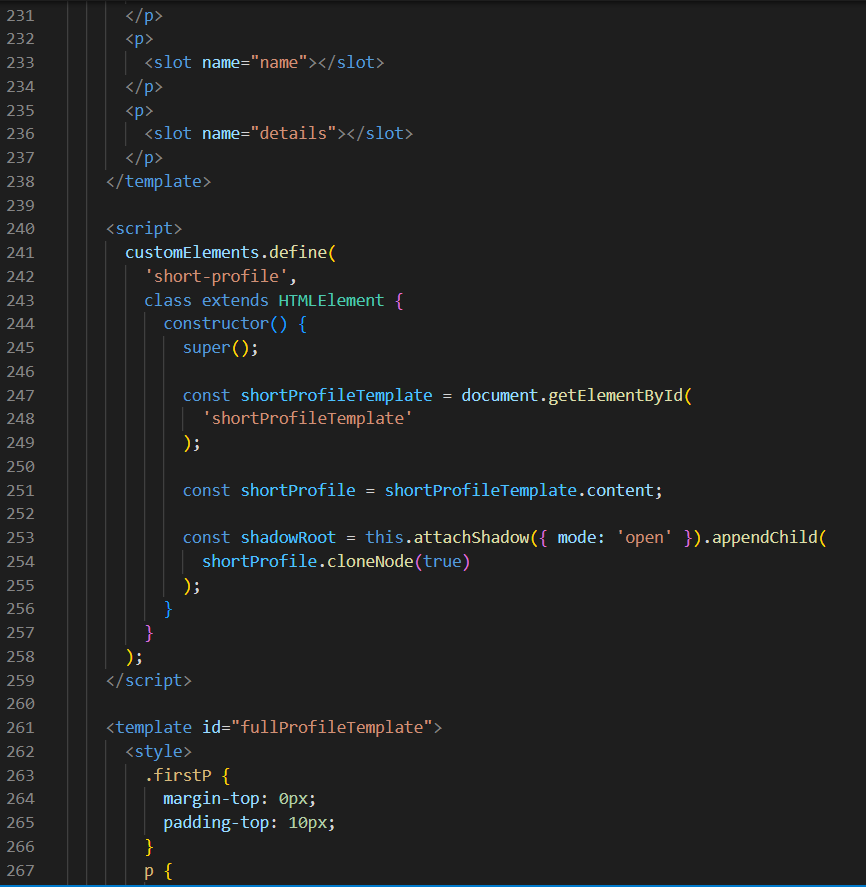 231 </p>
232 <p>
233 <slot name="name"></slot>
234 </p>
235 <p>
236 <slot name="details"></slot>
237 </p>
238 </template>
239
240 <script>
241 customElements.define(
242 'short-profile',
243 class extends HTMLElement {
244 constructor() {
245 super();
246
247 const shortProfileTemplate = document.getElementById(
248 'shortProfileTemplate'
249 );
250
251 const shortProfile = shortProfileTemplate.content;
252
253 const shadowRoot = this.attachShadow({ mode: 'open' }).appendChild(
254 shortProfile.cloneNode(true)
255 );
256 }
257 }
258 );
259 </script>
260
261 <template id="fullProfileTemplate">
262 <style>
263 .firstP {
264 margin-top: 0px;
265 padding-top: 10px;
266 }
267 p {